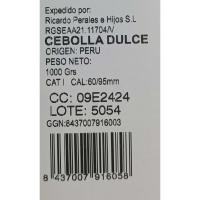 Expedido por:
Ricardo Perales e Hijos S.L
RGSEAA21.11704/V
CEBOLLA DULCE
ORIGEN: PERU
PESO NETO:
1000 Grs
CAT I CAL:60/95mm
CC: 09E2424
LOTE: 5054
GGN:8437007916003
8 437007 916058